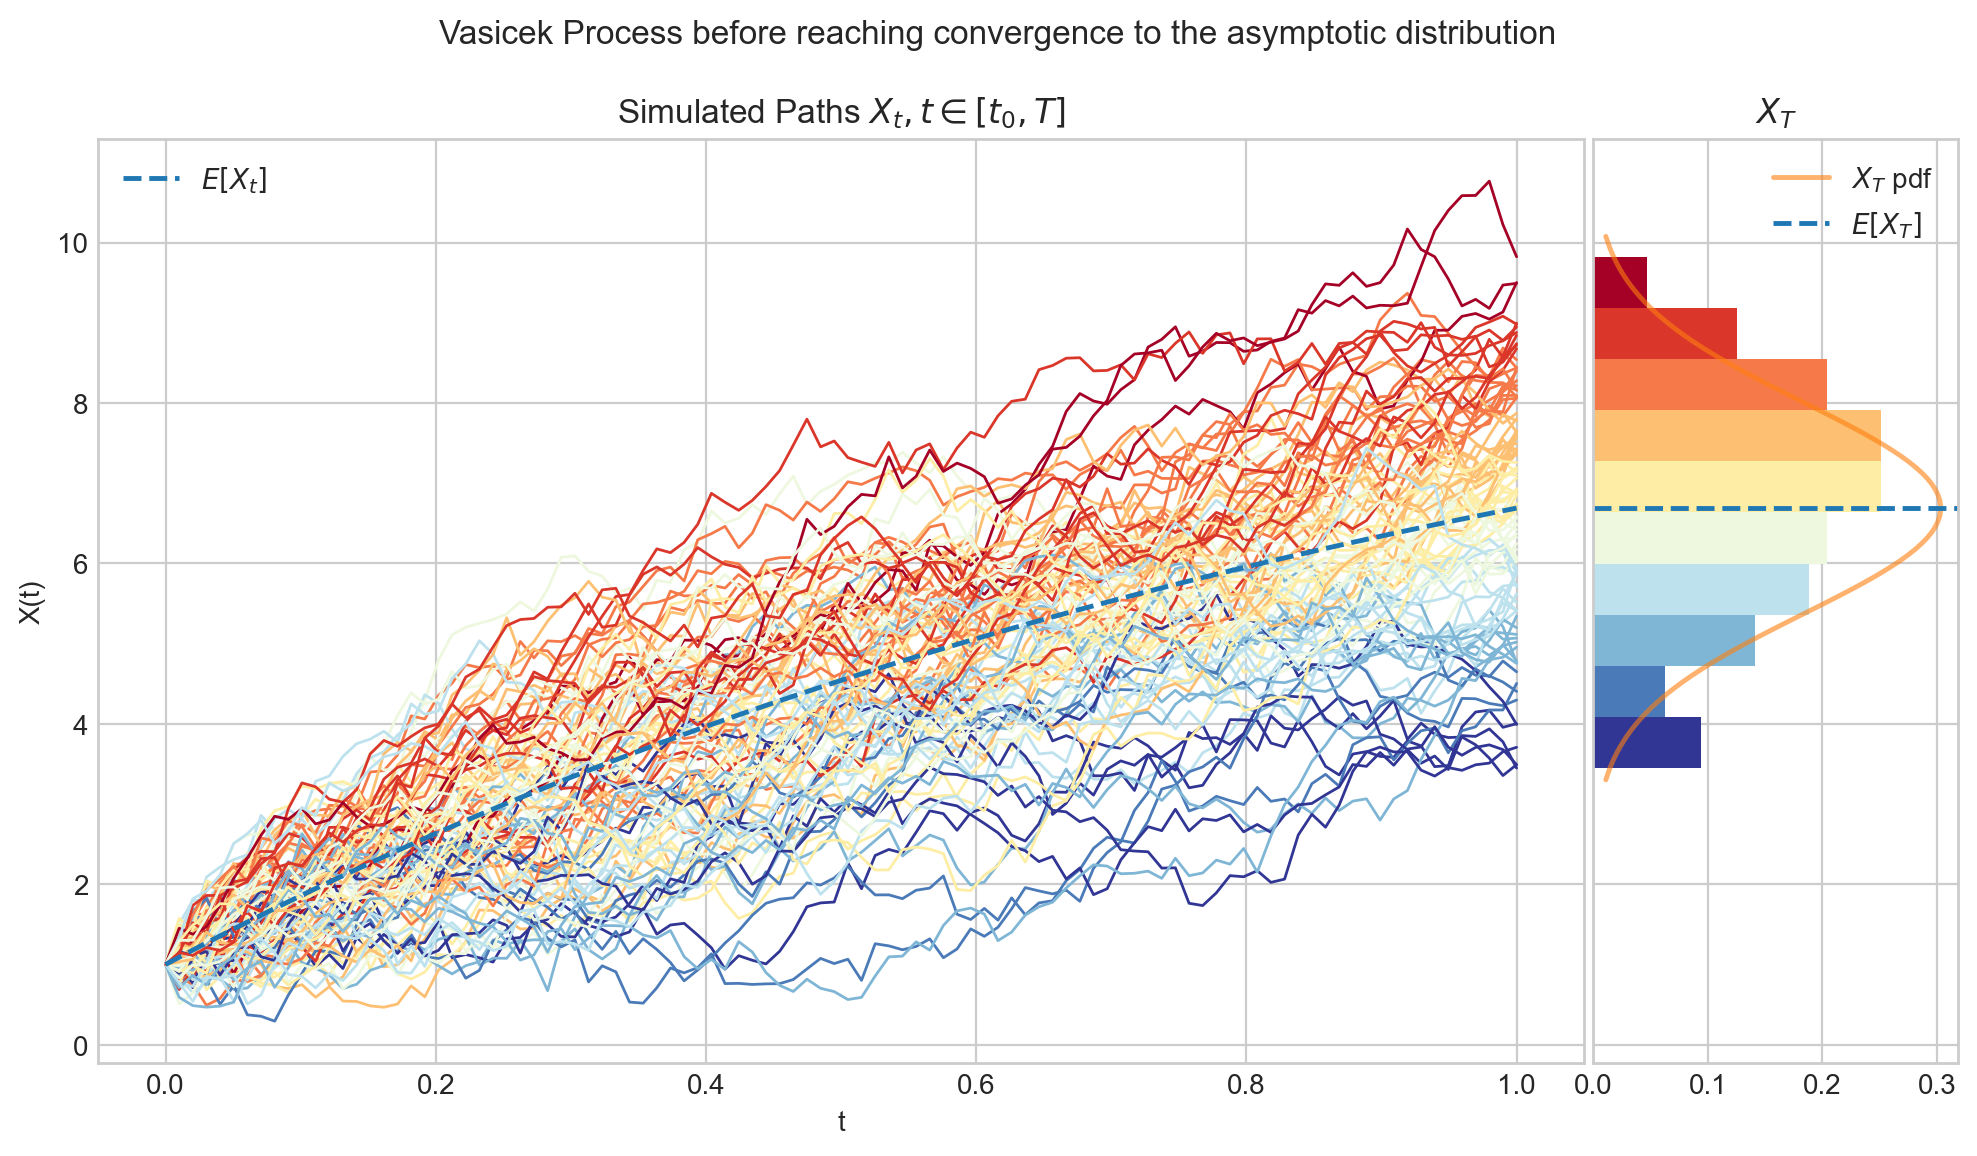 Vasicek Process before reaching convergence to the asymptotic distribution
Simulated Paths $X_t, t \in [t_0, T]$
$E[X_t]$
X(t)
10
8
6
4
2
0
0.0 0.2 0.4 0.6 0.8 1.0
t
$X_T$
$X_T$ pdf
$E[X_T]$
0.0 0.1 0.2 0.3